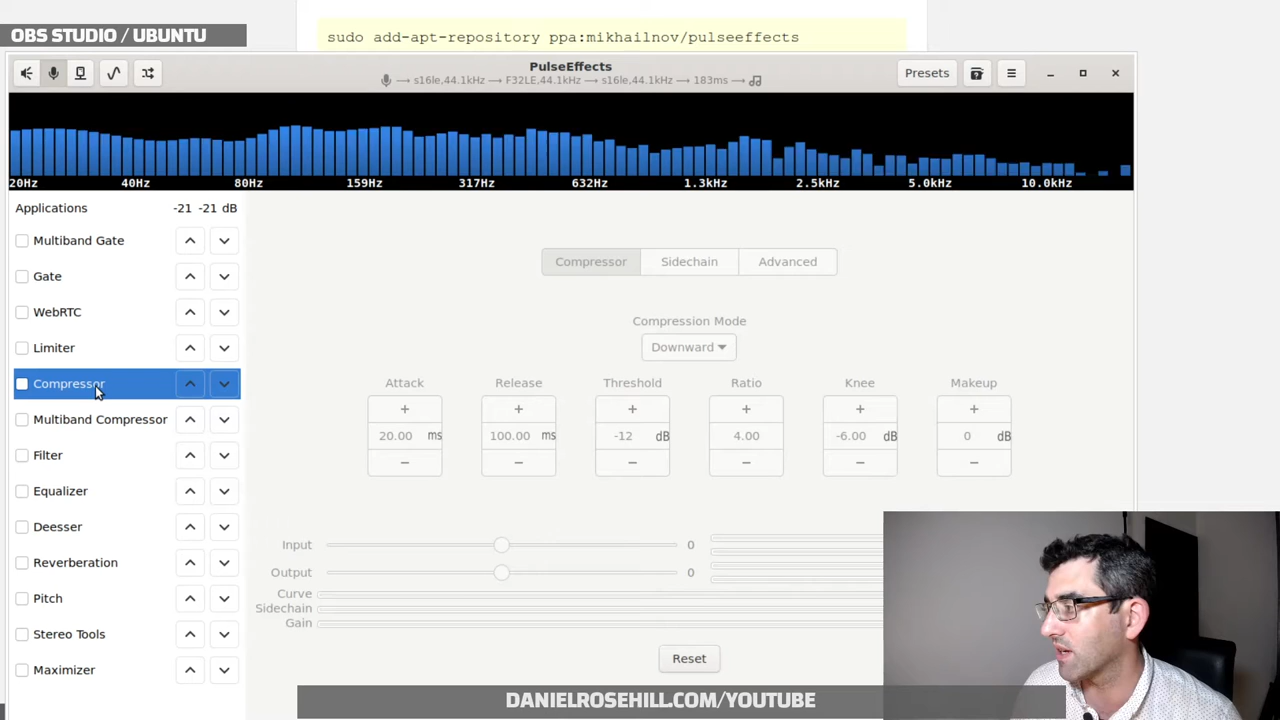 OBS STUDIO / UBUNTU
sudo add-apt-repository ppa:mikhailnov/pulseeffects
PulseEffects
s16le,44.1kHz → F32LE,44.1kHz → s16le,44.1kHz → 183ms →
Presets
20Hz 40Hz 80Hz 159Hz 317Hz 632Hz 1.3kHz 2.5kHz 5.0kHz 10.0kHz
Applications -21 -21 dB
Multiband Gate
Gate
WebRTC
Limiter
Compressor
Multiband Compressor
Filter
Equalizer
Deesser
Reverberation
Pitch
Stereo Tools
Maximizer
Compressor Sidechain Advanced
Compression Mode
Downward
Attack Release Threshold Ratio Knee Makeup
20.00 ms 100.00 ms -12 dB 4.00 -6.00 dB 0 dB
Input 0
Output 0
Curve
Sidechain
Gain
Reset
DANIELROSEHILL.COM/YOUTUBE